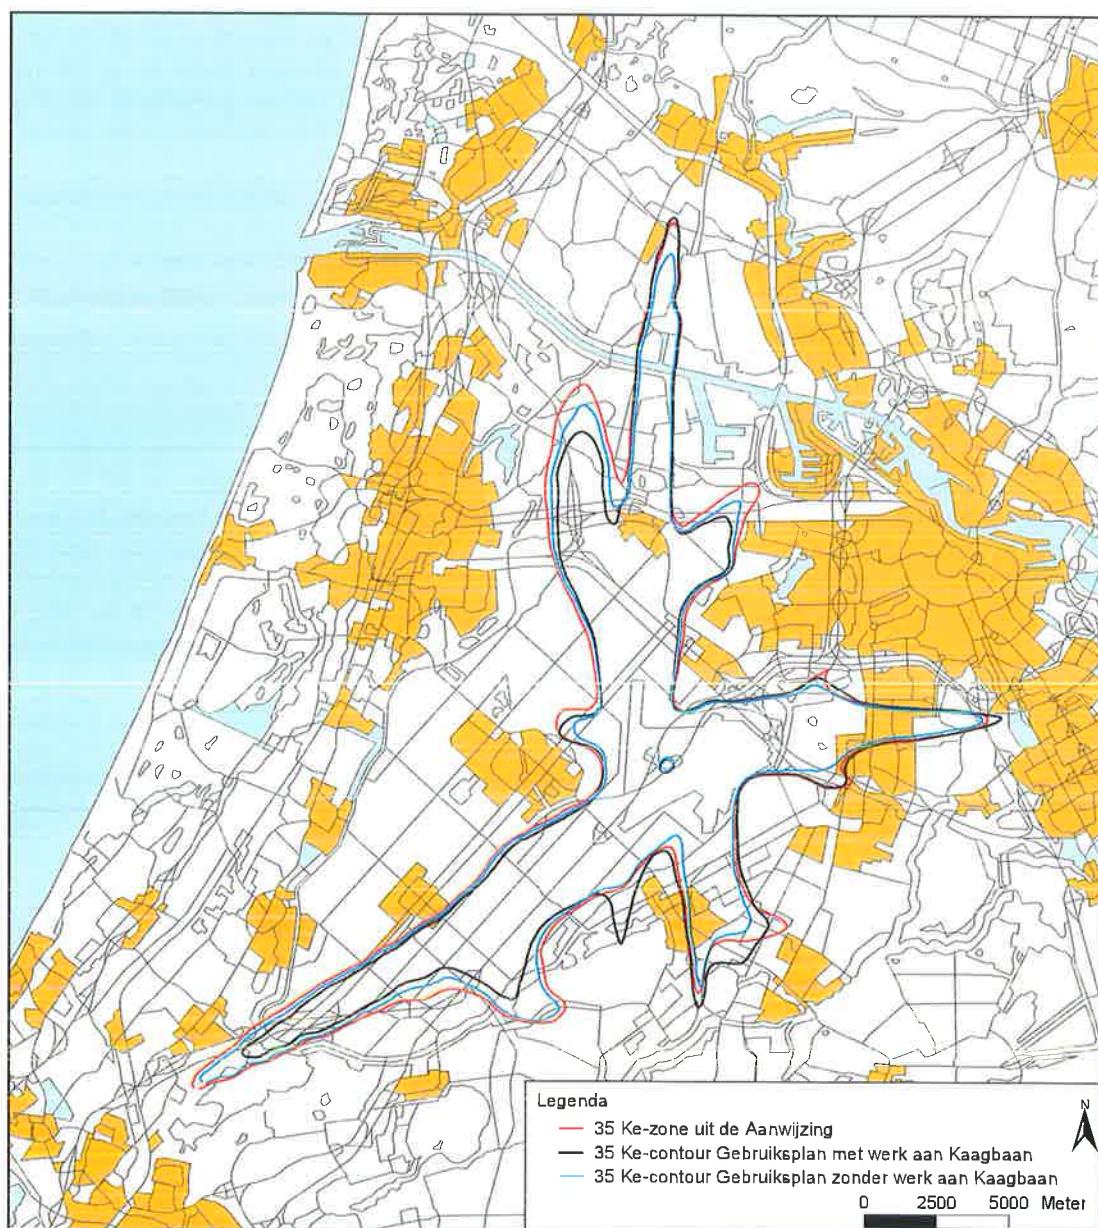 Legenda
N
35 Ke-zone uit de Aanwijzing
35 Ke-contour Gebruiksplan met werk aan Kaagbaan
35 Ke-contour Gebruiksplan zonder werk aan Kaagbaan
0 2500 5000 Meter